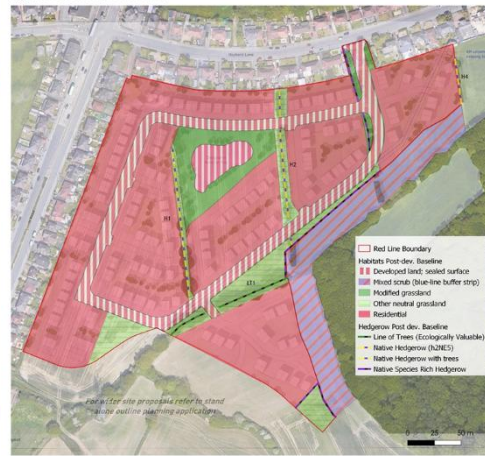 H4
H2
H1
LT1
Red Line Boundary
Habitats Post-dev. Baseline
Developed land; sealed surface
Mixed scrub (blue-line buffer strip)
Modified grassland
Other neutral grassland
Residential
Hedgerow Post dev. Baseline
Line of Trees (Ecologically Valuable)
Native Hedgerow (h2NE5)
Native Hedgerow with trees
Native Species Rich Hedgerow
For wider site proposals refer to stand
alone outline planning application
0 25 50 m